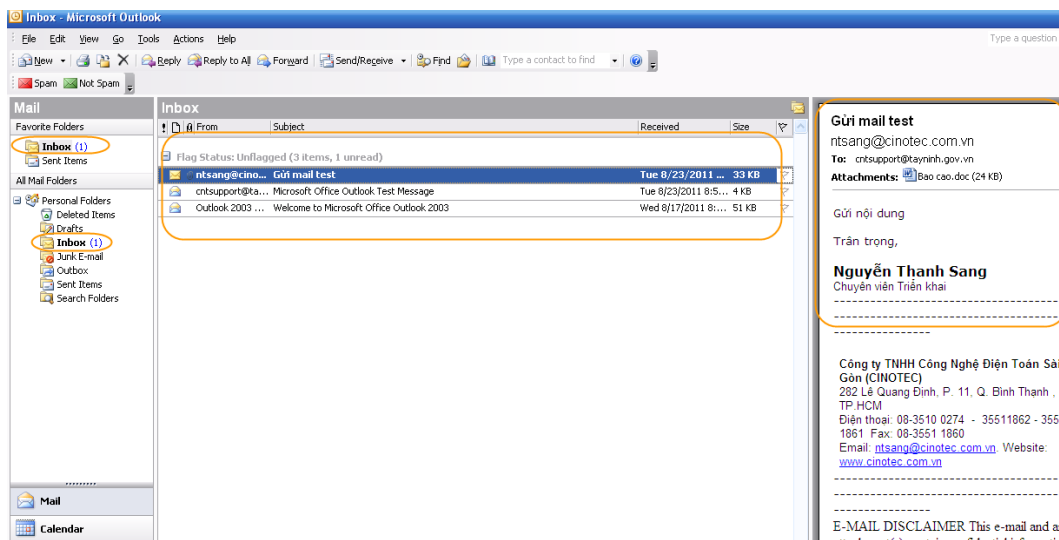 Inbox - Microsoft Outlook
File Edit View Go Tools Actions Help
Type a question
New Reply Reply to All Forward Send/Receive Find Type a contact to find
Spam Not Spam
Mail
Favorite Folders
Inbox (1)
Sent Items
All Mail Folders
Personal Folders
Deleted Items
Drafts
Inbox (1)
Junk E-mail
Outbox
Sent Items
Search Folders
Mail
Calendar
Inbox
From Subject Received Size
Flag Status: Unflagged (3 items, 1 unread)
ntsang@cino... Gửi mail test Tue 8/23/2011 ... 33 KB
cntsupport@ta... Microsoft Office Outlook Test Message Tue 8/23/2011 8:5... 4 KB
Outlook 2003 ... Welcome to Microsoft Office Outlook 2003 Wed 8/17/2011 8:... 51 KB
Gửi mail test
ntsang@cinotec.com.vn
To: cntsupport@tayninh.gov.vn
Attachments: Bao cao.doc (24 KB)
Gửi nội dung
Trân trọng,
Nguyễn Thanh Sang
Chuyên viên Triển khai
Công ty TNHH Công Nghệ Điện Toán Sài
Gòn (CINOTEC)
282 Lê Quang Định, P. 11, Q. Bình Thạnh ,
TP.HCM
Điện thoại: 08-3510 0274 - 35511862 - 355
1861 Fax: 08-3551 1860
Email: ntsang@cinotec.com.vn. Website:
www.cinotec.com.vn
E-MAIL DISCLAIMER This e-mail and a